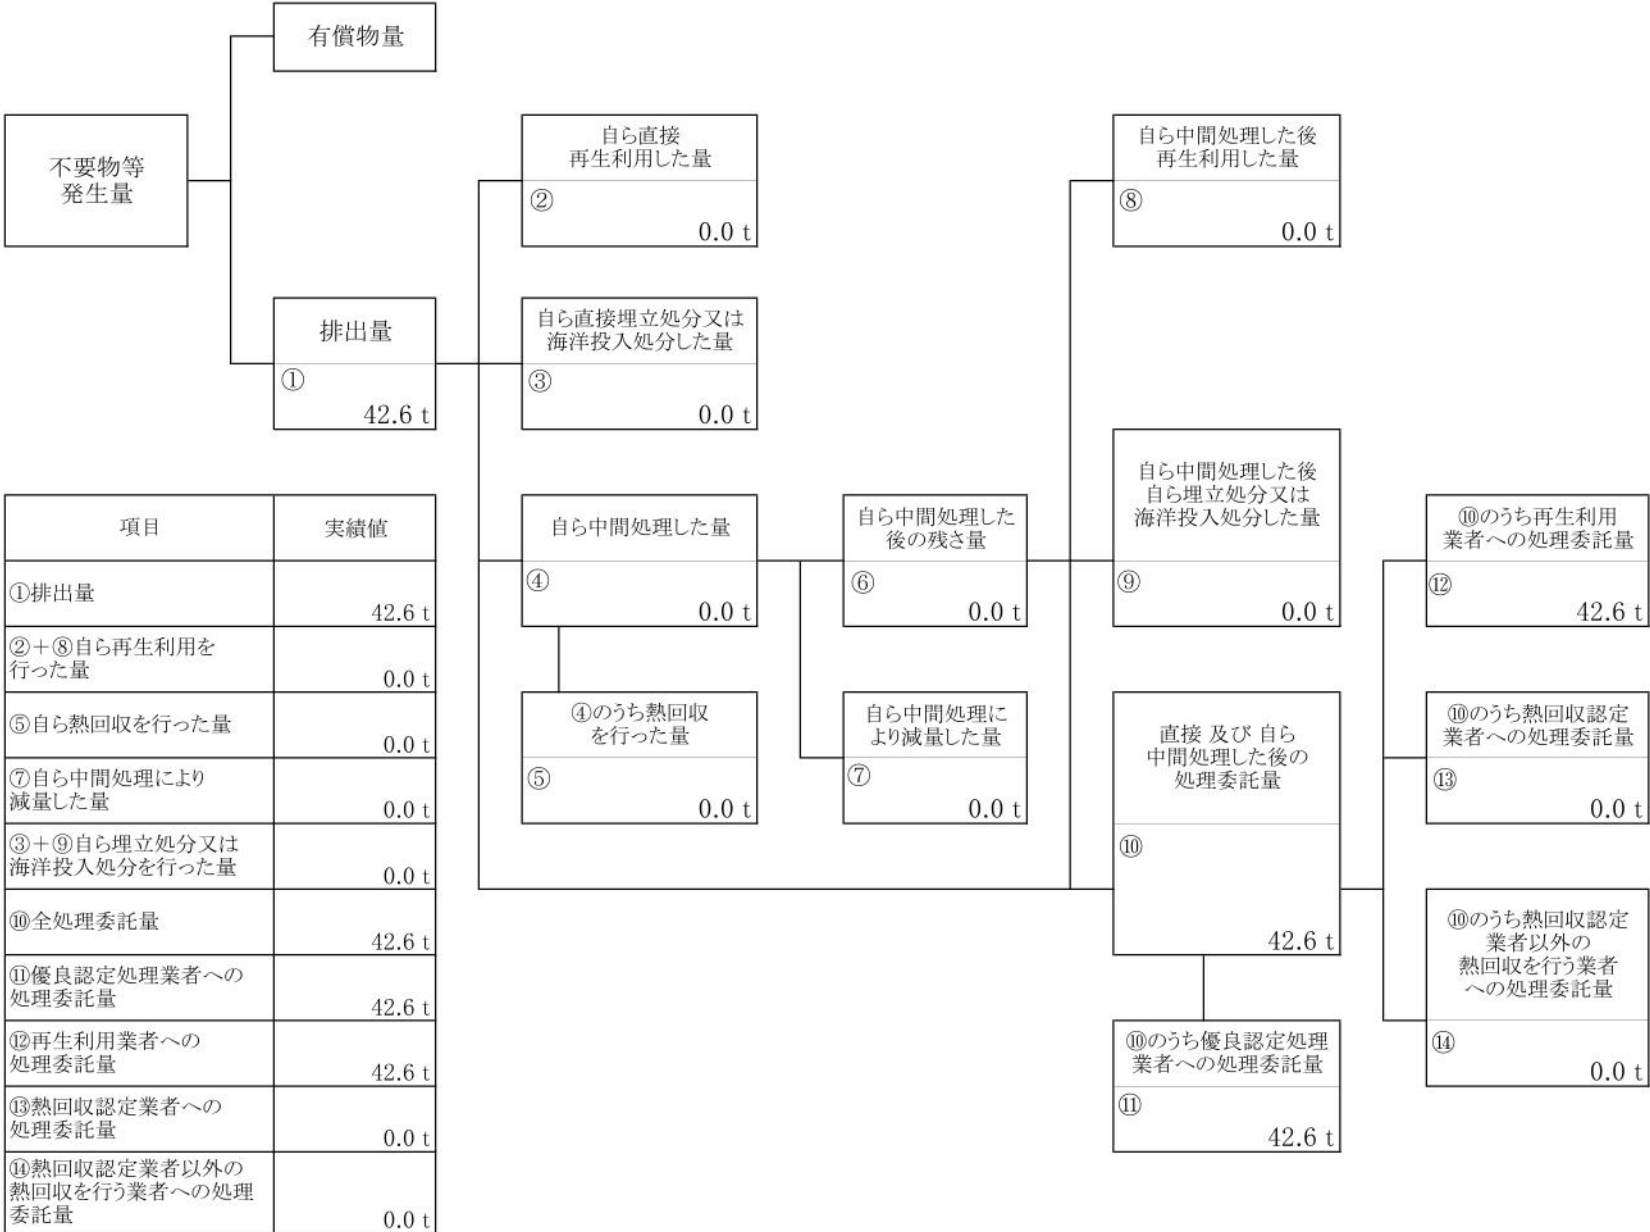 有償物量
不要物等
発生量
排出量
①
42.6 t
自ら直接
再生利用した量
②
0.0 t
自ら直接埋立処分又は
海洋投入処分した量
③
0.0 t
自ら中間処理した量
④
0.0 t
④のうち熱回収
を行った量
⑤
0.0 t
自ら中間処理した
後の残さ量
⑥
0.0 t
自ら中間処理に
より減量した量
⑦
0.0 t
自ら中間処理した後
再生利用した量
⑧
0.0 t
自ら中間処理した後
自ら埋立処分又は
海洋投入処分した量
⑨
0.0 t
直接 及び 自ら
中間処理した後の
処理委託量
⑩
42.6 t
⑩のうち優良認定処理
業者への処理委託量
⑪
42.6 t
⑩のうち再生利用
業者への処理委託量
⑫
42.6 t
⑩のうち熱回収認定
業者への処理委託量
⑬
0.0 t
⑩のうち熱回収認定
業者以外の
熱回収を行う業者
への処理委託量
⑭
0.0 t
項目 実績値
①排出量
42.6 t
②＋⑧自ら再生利用を
行った量
0.0 t
⑤自ら熱回収を行った量
0.0 t
⑦自ら中間処理により
減量した量
0.0 t
③＋⑨自ら埋立処分又は
海洋投入処分を行った量
0.0 t
⑩全処理委託量
42.6 t
⑪優良認定処理業者への
処理委託量
42.6 t
⑫再生利用業者への
処理委託量
42.6 t
⑬熱回収認定業者への
処理委託量
0.0 t
⑭熱回収認定業者以外の
熱回収を行う業者への処理
委託量
0.0 t